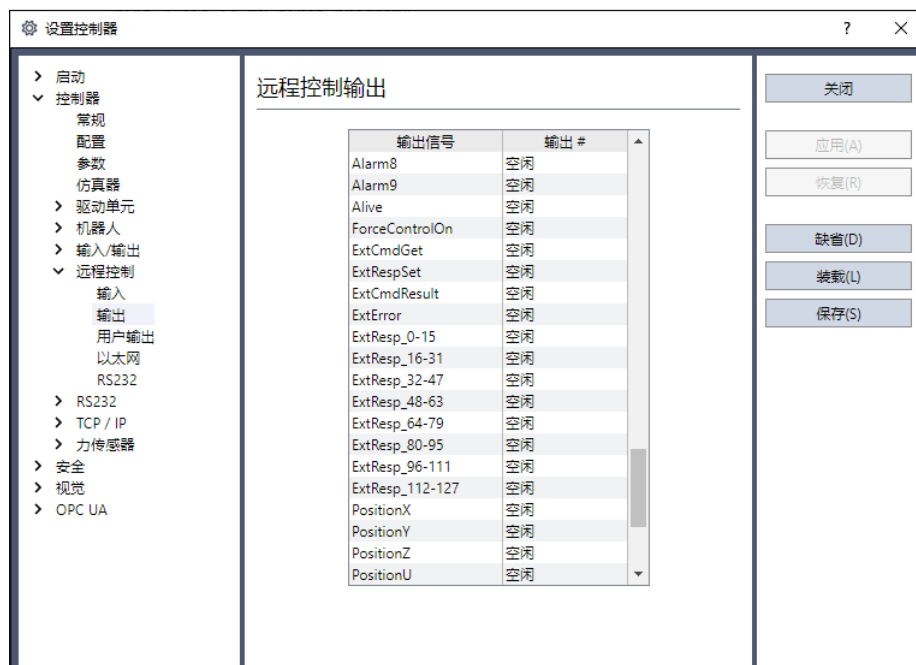 设置控制器
?
启动
控制器
常规
配置
参数
仿真器
驱动单元
机器人
输入/输出
远程控制
输入
输出
用户输出
以太网
RS232
RS232
TCP / IP
力传感器
安全
视觉
OPC UA
远程控制输出
输出信号 输出 #
Alarm8 空闲
Alarm9 空闲
Alive 空闲
ForceControlOn 空闲
ExtCmdGet 空闲
ExtRespSet 空闲
ExtCmdResult 空闲
ExtError 空闲
ExtResp_0-15 空闲
ExtResp_16-31 空闲
ExtResp_32-47 空闲
ExtResp_48-63 空闲
ExtResp_64-79 空闲
ExtResp_80-95 空闲
ExtResp_96-111 空闲
ExtResp_112-127 空闲
PositionX 空闲
PositionY 空闲
PositionZ 空闲
PositionU 空闲
关闭
应用(A)
恢复(R)
缺省(D)
装载(L)
保存(S)